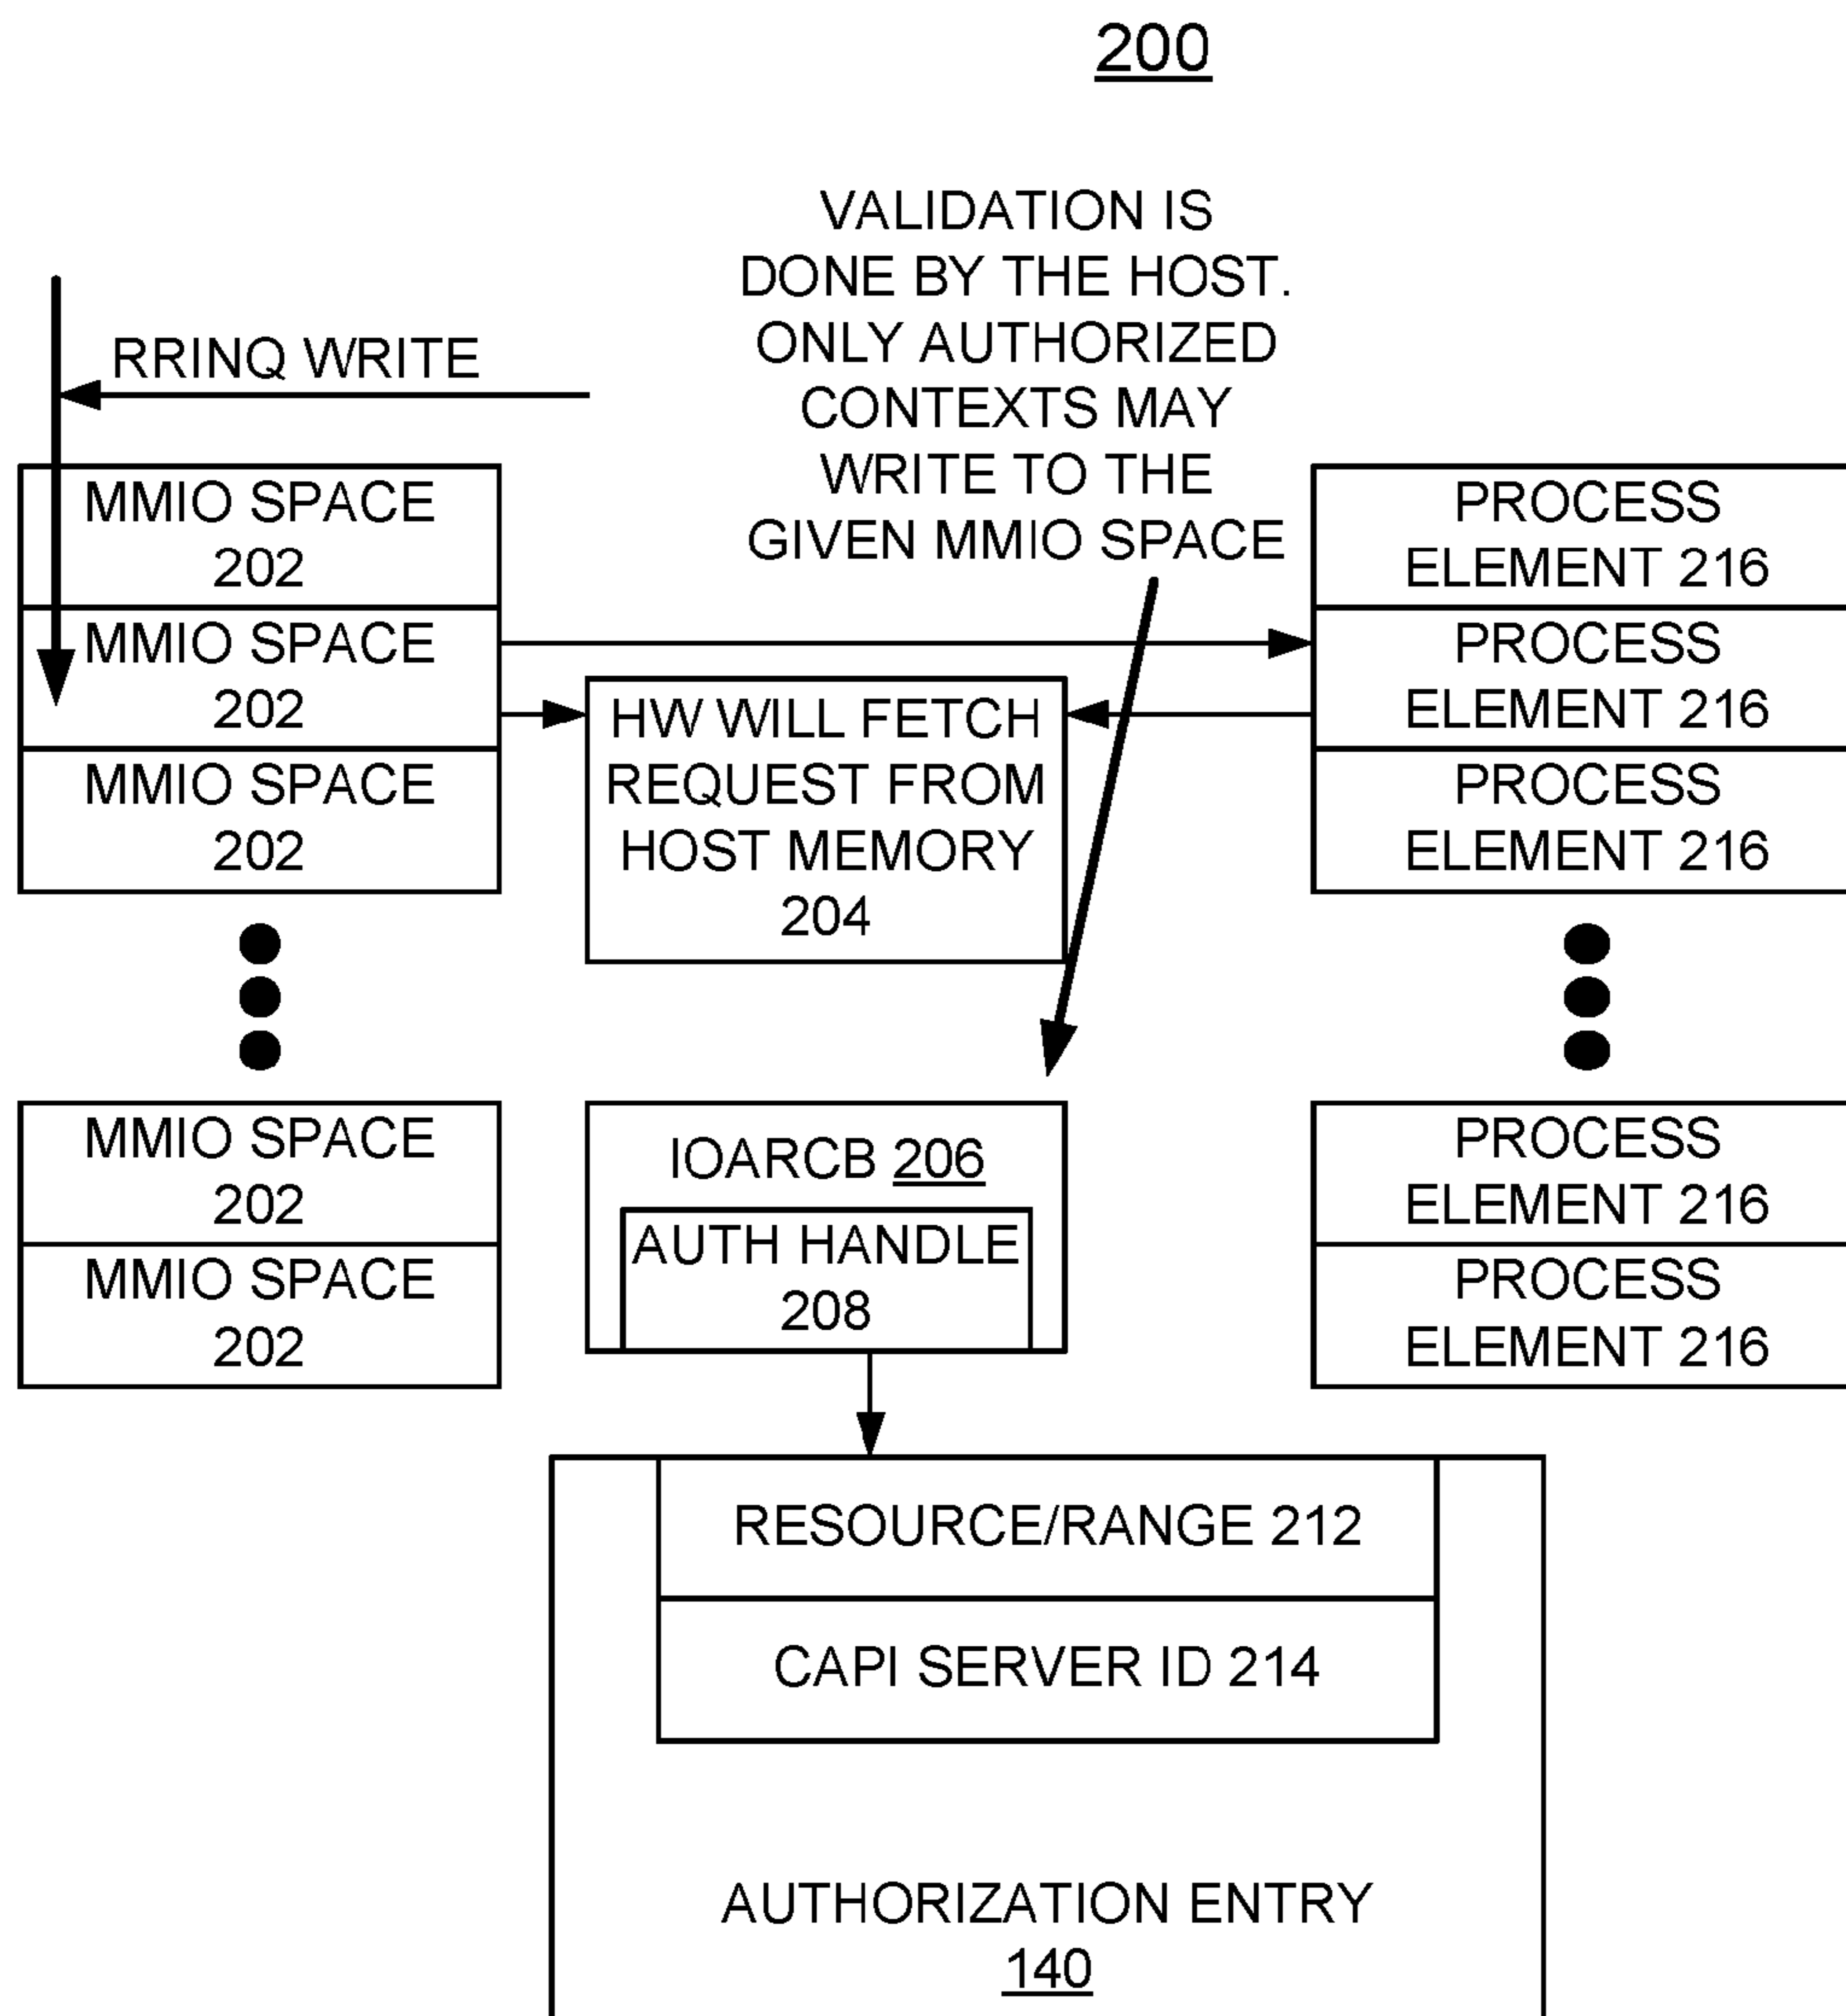 200
VALIDATION IS
DONE BY THE HOST.
ONLY AUTHORIZED
CONTEXTS MAY
WRITE TO THE
GIVEN MMIO SPACE
RRINQ WRITE
MMIO SPACE
202
MMIO SPACE
202
MMIO SPACE
202
HW WILL FETCH
REQUEST FROM
HOST MEMORY
204
PROCESS
ELEMENT 216
PROCESS
ELEMENT 216
PROCESS
ELEMENT 216
MMIO SPACE
202
MMIO SPACE
202
IOARCB 206
AUTH HANDLE
208
PROCESS
ELEMENT 216
PROCESS
ELEMENT 216
RESOURCE/RANGE 212
CAPI SERVER ID 214
AUTHORIZATION ENTRY
140